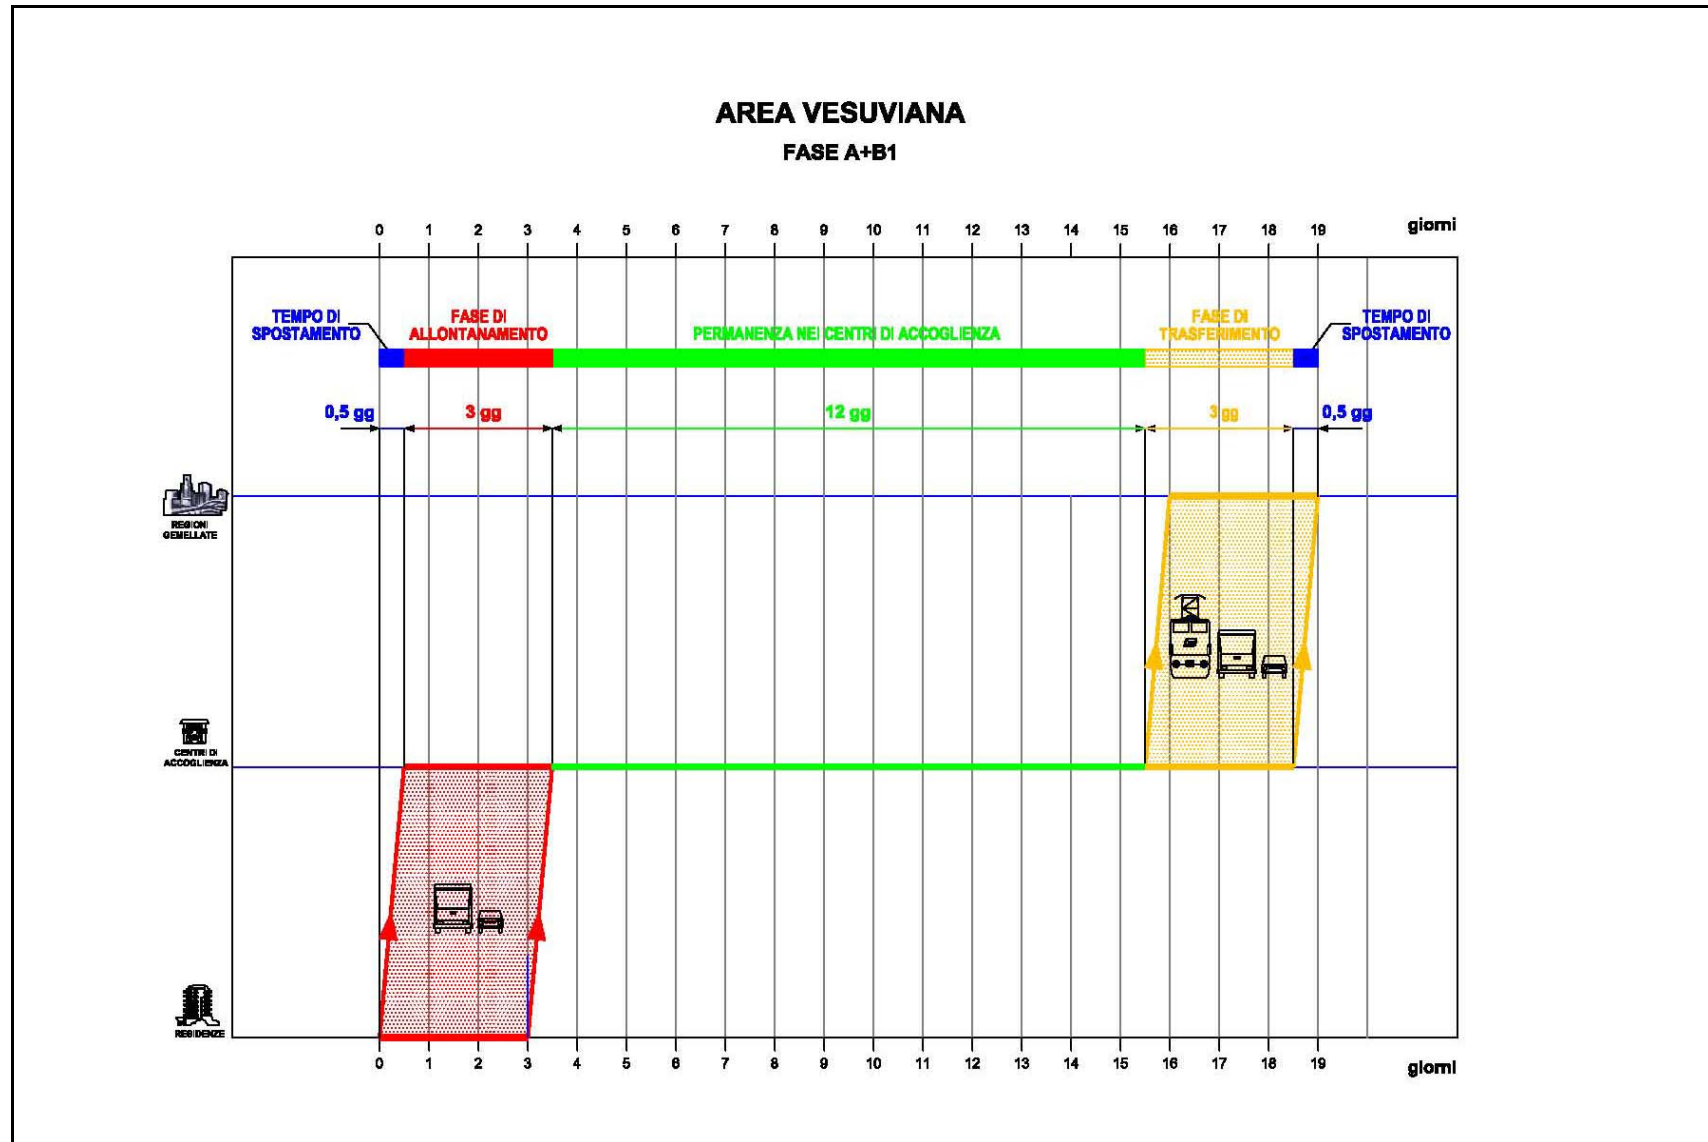 AREA VESUVIANA
FASE A+B1
0 1 2 3 4 5 6 7 8 9 10 11 12 13 14 15 16 17 18 19 giorni
TEMPO DI
SPOSTAMENTO
FASE DI
ALLONTANAMENTO
PERMANENZA NEI CENTRI DI ACCOGLIENZA
FASE DI
TRASFERIMENTO
TEMPO DI
SPOSTAMENTO
0,5 gg 3 gg 12 gg 3 gg 0,5 gg
REGIONI
GEMELLATE
CENTRI DI
ACCOGLIENZA
RESIDENZE
0 1 2 3 4 5 6 7 8 9 10 11 12 13 14 15 16 17 18 19 giorni